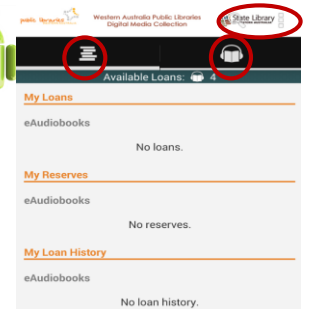 public libraries
Western Australia Public Libraries
Digital Media Collection
State Library
Available Loans: 4
My Loans
eAudiobooks
No loans.
My Reserves
eAudiobooks
No reserves.
My Loan History
eAudiobooks
No loan history.